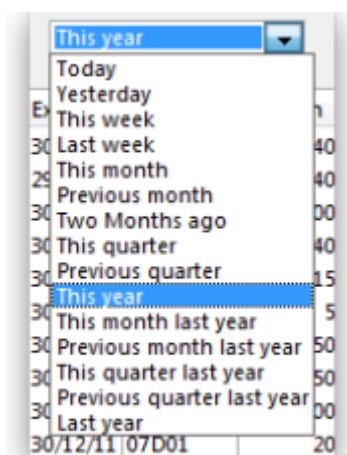 This year
Today
Yesterday
This week
Last week
This month
Previous month
Two Months ago
This quarter
Previous quarter
This year
This month last year
Previous month last year
This quarter last year
Previous quarter last year
Last year
30/12/11 07D01 20